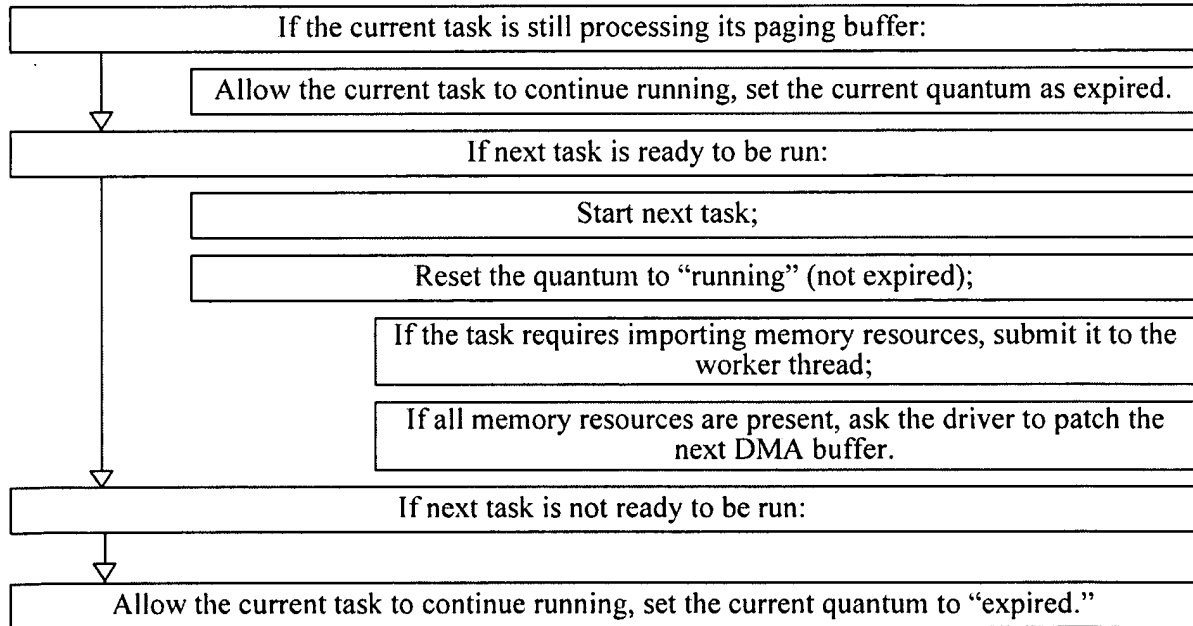 If the current task is still processing its paging buffer:
Allow the current task to continue running, set the current quantum as expired.
If next task is ready to be run:
Start next task;
Reset the quantum to “running” (not expired);
If the task requires importing memory resources, submit it to the
worker thread;
If all memory resources are present, ask the driver to patch the
next DMA buffer.
If next task is not ready to be run:
Allow the current task to continue running, set the current quantum to “expired.”